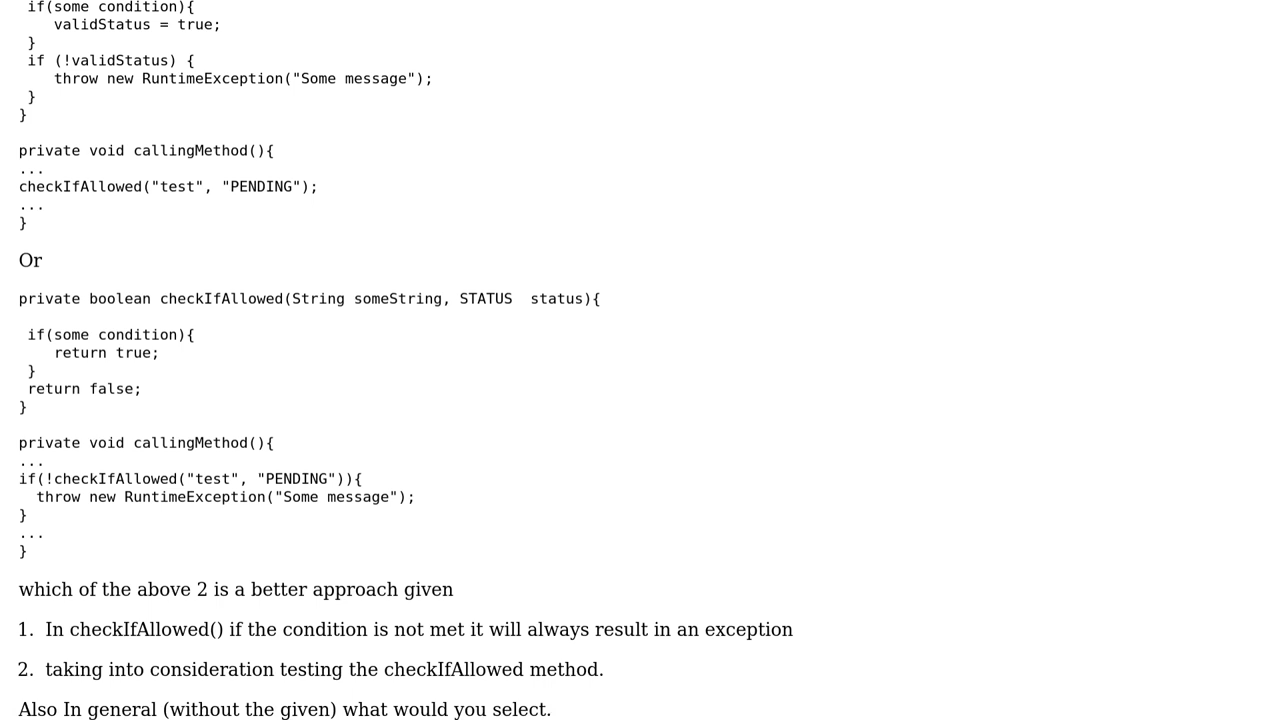 if(some condition){
    validStatus = true;
 }
 if (!validStatus) {
    throw new RuntimeException("Some message");
 }
}
private void callingMethod(){
...
checkIfAllowed("test", "PENDING");
...
}
Or
private boolean checkIfAllowed(String someString, STATUS  status){
 if(some condition){
    return true;
 }
 return false;
}
private void callingMethod(){
...
if(!checkIfAllowed("test", "PENDING")){
  throw new RuntimeException("Some message");
}
...
}
which of the above 2 is a better approach given
1. In checkIfAllowed() if the condition is not met it will always result in an exception
2. taking into consideration testing the checkIfAllowed method.
Also In general (without the given) what would you select.